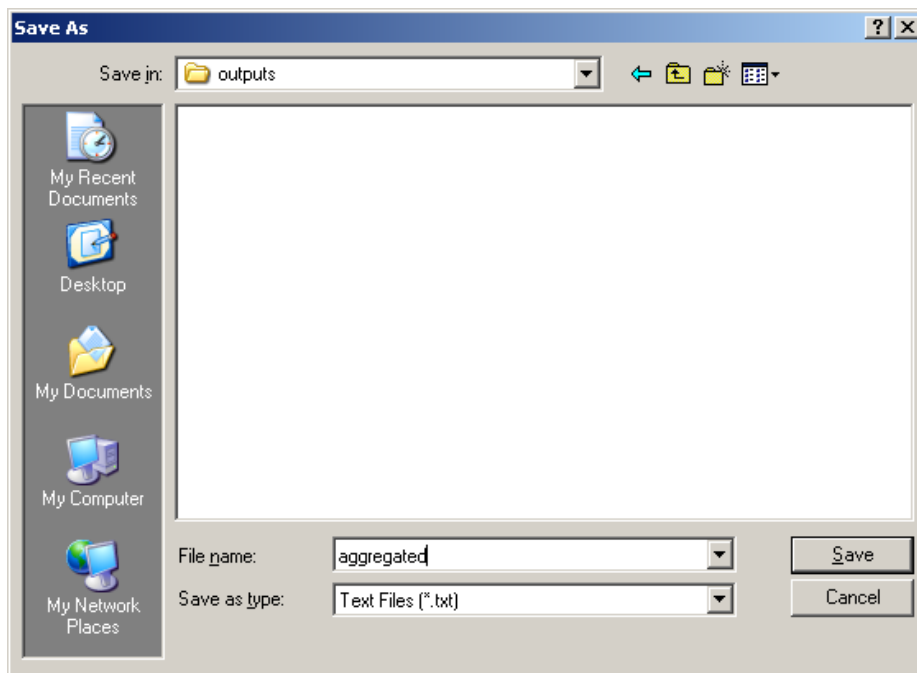 Save As
Save in:
outputs
My Recent
Documents
Desktop
My Documents
My Computer
My Network
Places
File name:
aggregated
Save
Save as type:
Text Files (*.txt)
Cancel